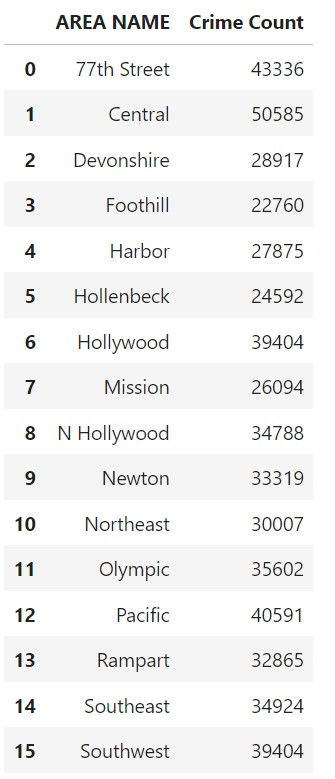 AREA NAME Crime Count
0 77th Street 43336
1 Central 50585
2 Devonshire 28917
3 Foothill 22760
4 Harbor 27875
5 Hollenbeck 24592
6 Hollywood 39404
7 Mission 26094
8 N Hollywood 34788
9 Newton 33319
10 Northeast 30007
11 Olympic 35602
12 Pacific 40591
13 Rampart 32865
14 Southeast 34924
15 Southwest 39404